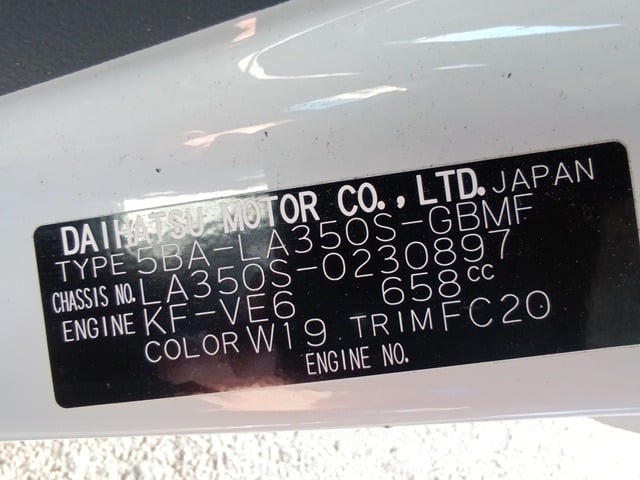 DAIHATSU MOTOR CO., LTD. JAPAN
TYPE 5BA-LA350S-GBMF
CHASSIS NO. LA350S-0230897
ENGINE KF-VE6 658cc
COLOR W19 TRIM FC20
ENGINE NO.